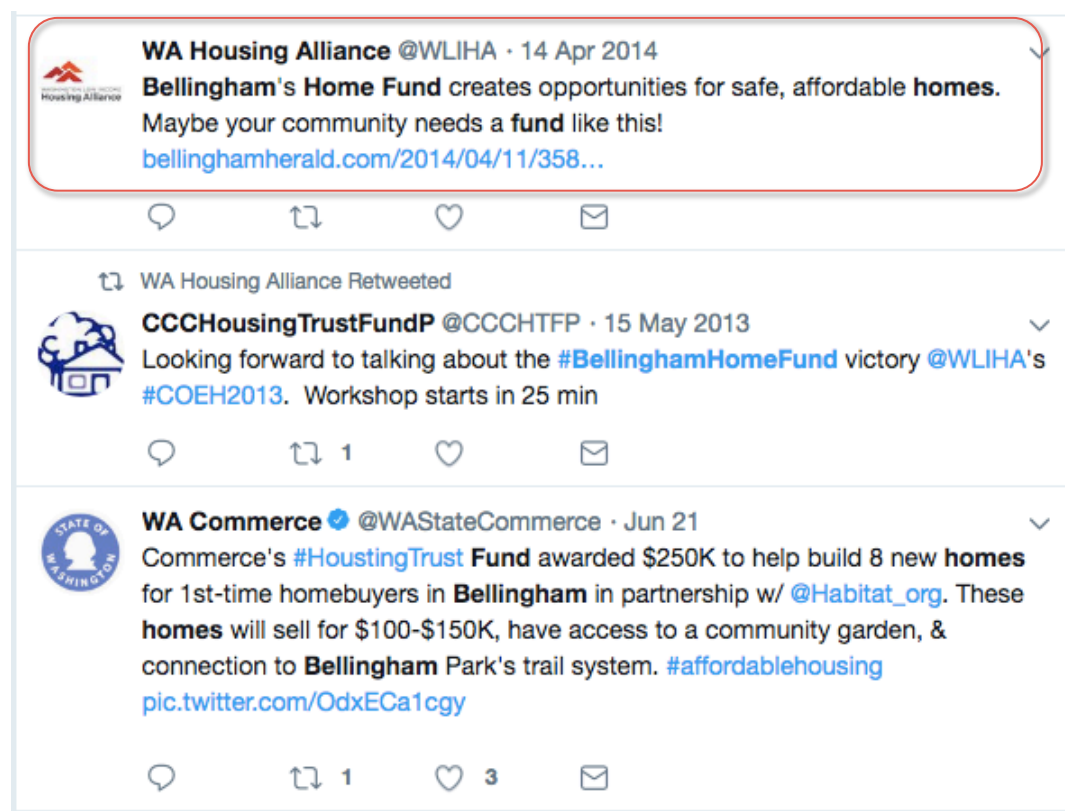 WA Housing Alliance @WLIHA · 14 Apr 2014
Housing Alliance
Bellingham's Home Fund creates opportunities for safe, affordable homes.
Maybe your community needs a fund like this!
bellinghamherald.com/2014/04/11/358…
WA Housing Alliance Retweeted
CCCHousingTrustFundP @CCCHTFP · 15 May 2013
Looking forward to talking about the #BellinghamHomeFund victory @WLIHA's
#COEH2013. Workshop starts in 25 min
1
WA Commerce @WAStateCommerce · Jun 21
STATE OF WASHINGTON
Commerce's #HoustingTrust Fund awarded $250K to help build 8 new homes
for 1st-time homebuyers in Bellingham in partnership w/ @Habitat_org. These
homes will sell for $100-$150K, have access to a community garden, &
connection to Bellingham Park's trail system. #affordablehousing
pic.twitter.com/OdxECa1cgy
1 3